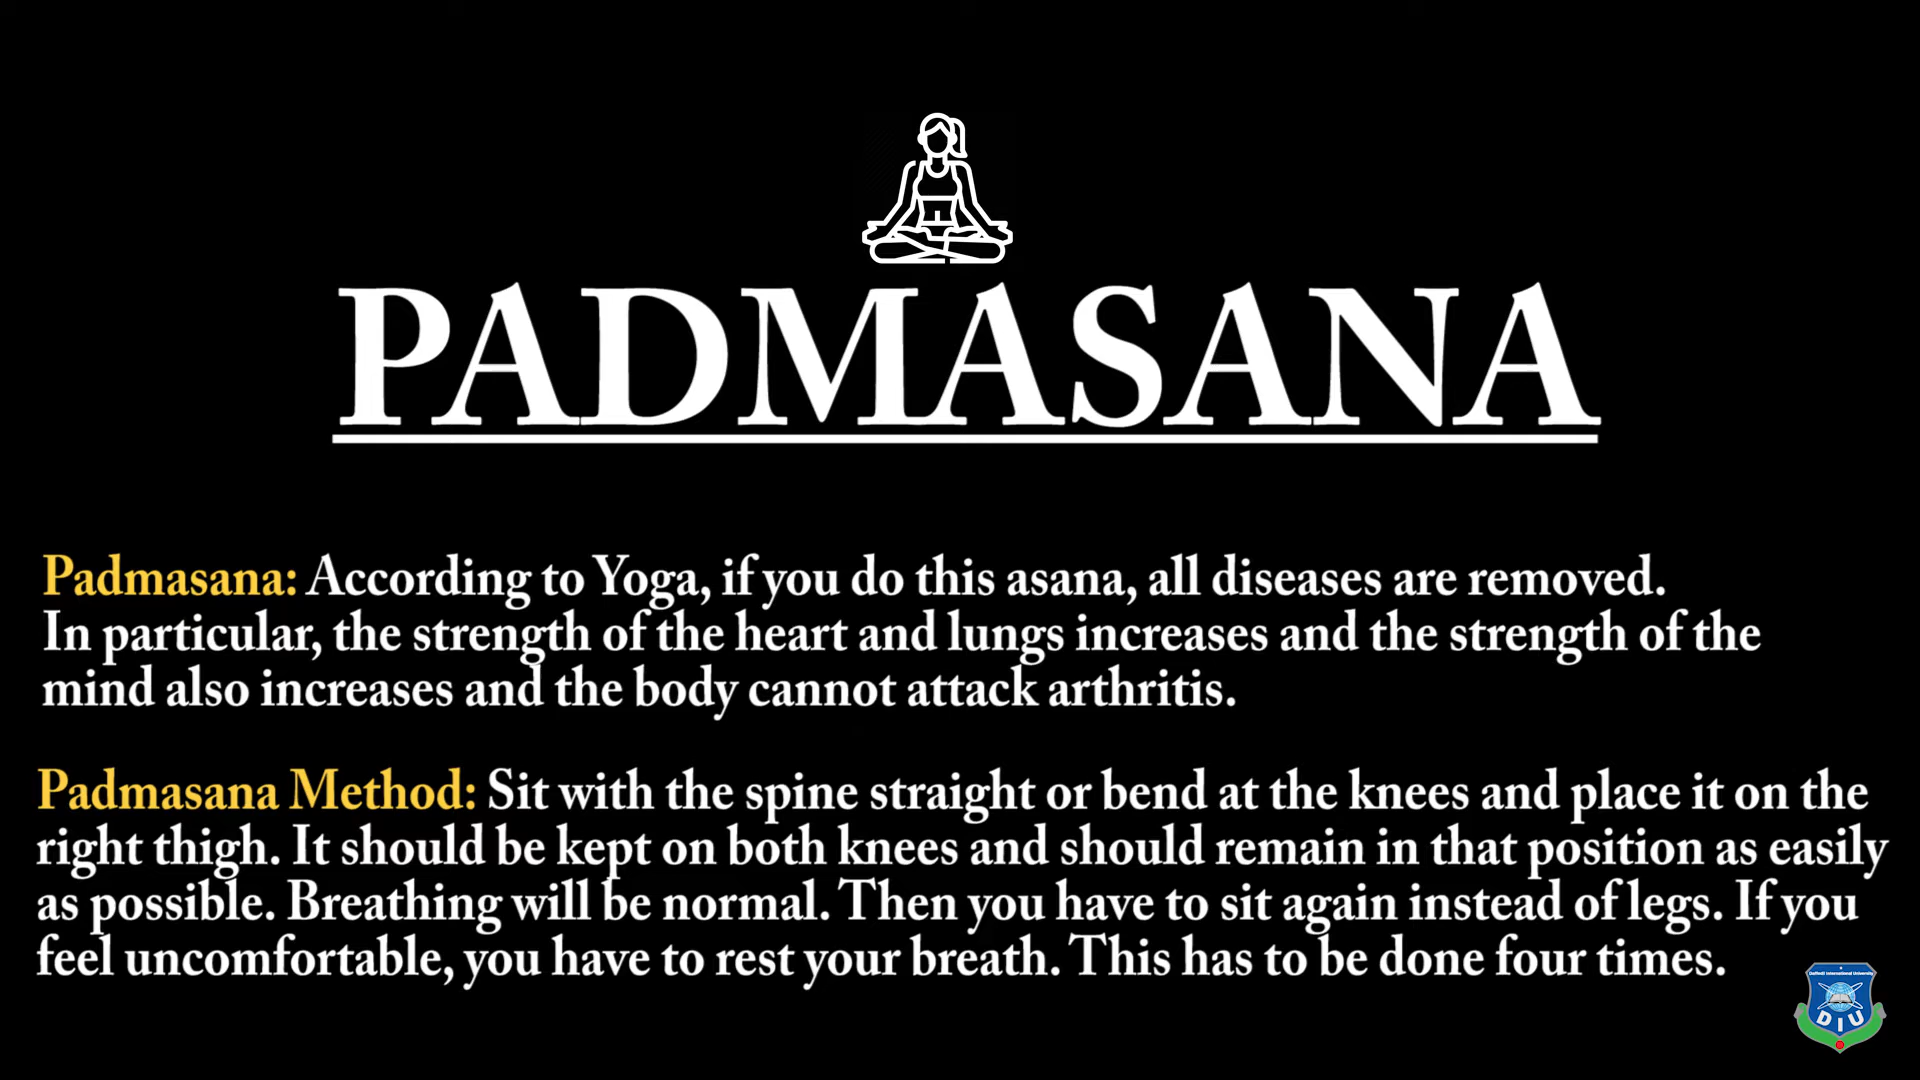 PADMASANA
Padmasana: According to Yoga, if you do this asana, all diseases are removed.
In particular, the strength of the heart and lungs increases and the strength of the
mind also increases and the body cannot attack arthritis.
Padmasana Method: Sit with the spine straight or bend at the knees and place it on the
right thigh. It should be kept on both knees and should remain in that position as easily
as possible. Breathing will be normal. Then you have to sit again instead of legs. If you
feel uncomfortable, you have to rest your breath. This has to be done four times.
Daffodil International University
DIU